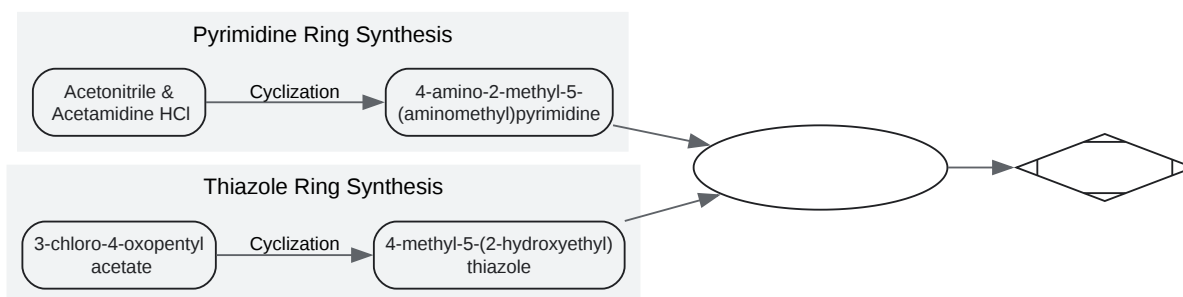 Pyrimidine Ring Synthesis
Acetonitrile &
Acetamidine HCl
Cyclization
4-amino-2-methyl-5-
(aminomethyl)pyrimidine
Thiazole Ring Synthesis
3-chloro-4-oxopentyl
acetate
Cyclization
4-methyl-5-(2-hydroxyethyl)
thiazole